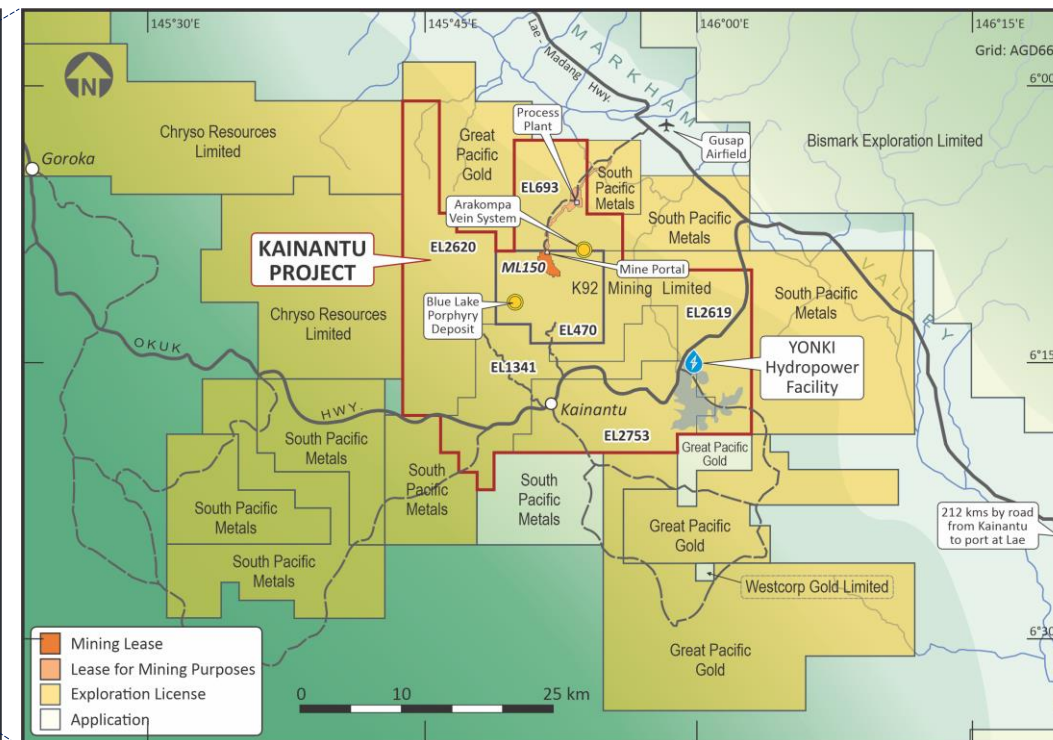 145°30'E
145°45'E
146°00'E
146°15'E
Grid: AGD66
6°00
6°15
6°30
N
MARKHAM
VALLEY
Lae -
Madang Hwy.
Goroka
Chryso Resources
Limited
Great
Pacific
Gold
Process
Plant
EL693
South
Pacific
Metals
Gusap
Airfield
Bismark Exploration Limited
Arakompa
Vein System
South Pacific
Metals
KAINANTU
PROJECT
EL2620
ML150
Mine Portal
K92 Mining Limited
Blue Lake
Porphyry
Deposit
EL470
EL2619
South Pacific
Metals
Chryso Resources
Limited
OKUK
HWY.
EL1341
YONKI
Hydropower
Facility
Kainantu
EL2753
South Pacific
Metals
South
Pacific
Metals
South
Pacific
Metals
Great Pacific
Gold
South Pacific
Metals
South Pacific
Metals
Great Pacific
Gold
212 kms by road
from Kainantu
to port at Lae
Westcorp Gold Limited
Great Pacific
Gold
Mining Lease
Lease for Mining Purposes
Exploration License
Application
0 10 25 km